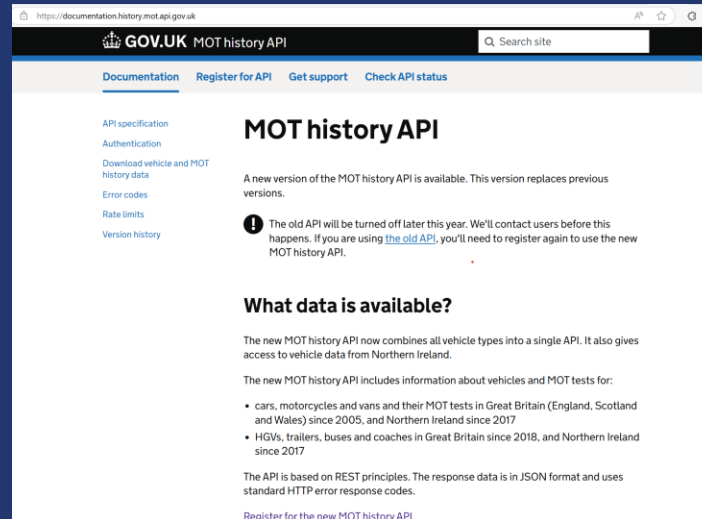 https://documentation.history.mot.api.gov.uk
GOV.UK MOT history API
Search site
Documentation Register for API Get support Check API status
API specification
Authentication
Download vehicle and MOT
history data
Error codes
Rate limits
Version history
MOT history API
A new version of the MOT history API is available. This version replaces previous
versions.
! The old API will be turned off later this year. We'll contact users before this
happens. If you are using the old API, you'll need to register again to use the new
MOT history API.
What data is available?
The new MOT history API now combines all vehicle types into a single API. It also gives
access to vehicle data from Northern Ireland.
The new MOT history API includes information about vehicles and MOT tests for:
• cars, motorcycles and vans and their MOT tests in Great Britain (England, Scotland
and Wales) since 2005, and Northern Ireland since 2017
• HGVs, trailers, buses and coaches in Great Britain since 2018, and Northern Ireland
since 2017
The API is based on REST principles. The response data is in JSON format and uses
standard HTTP error response codes.
Register for the new MOT history API.